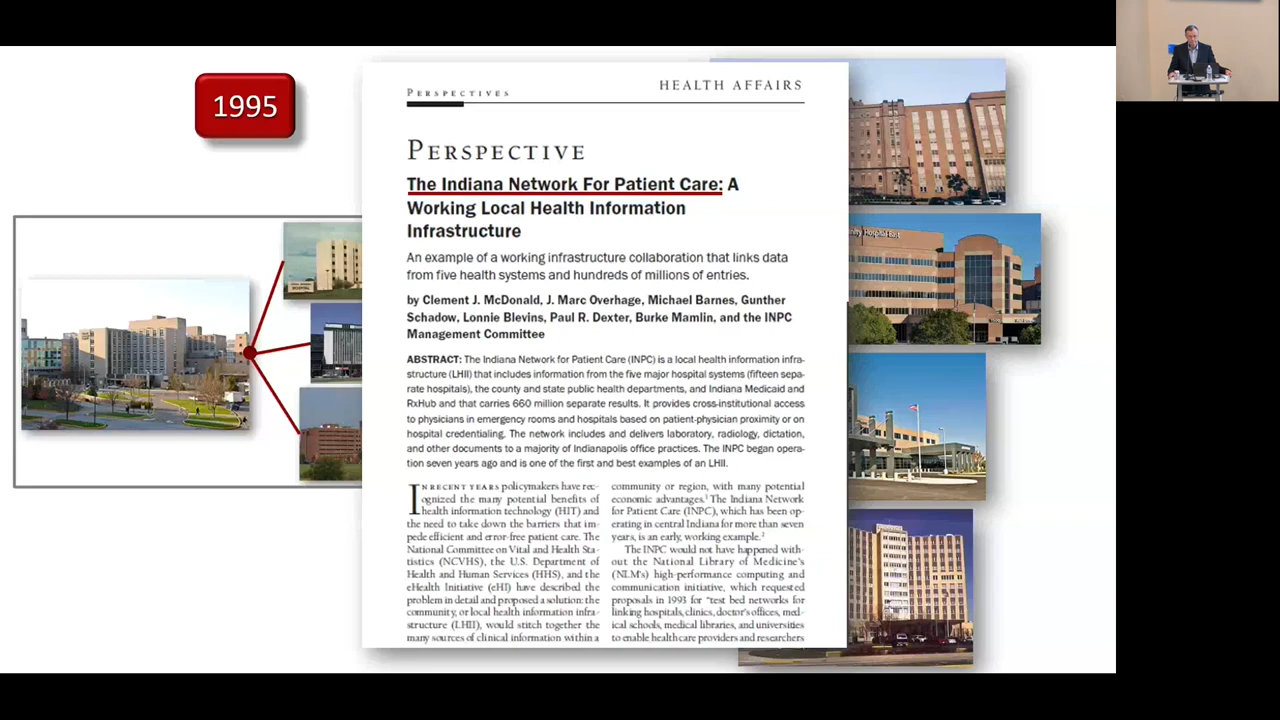 1995
PERSPECTIVES
HEALTH AFFAIRS
PERSPECTIVE
The Indiana Network For Patient Care: A
Working Local Health Information
Infrastructure
An example of a working infrastructure collaboration that links data
from five health systems and hundreds of millions of entries.
by Clement J. McDonald, J. Marc Overhage, Michael Barnes, Gunther
Schadow, Lonnie Blevins, Paul R. Dexter, Burke Mamlin, and the INPC
Management Committee
ABSTRACT: The Indiana Network for Patient Care (INPC) is a local health information infra-
structure (LHII) that includes information from the five major hospital systems (fifteen sepa-
rate hospitals), the county and state public health departments, and Indiana Medicaid and
RxHub and that carries 660 million separate results. It provides cross-institutional access
to physicians in emergency rooms and hospitals based on patient-physician proximity or on
hospital credentialing. The network includes and delivers laboratory, radiology, dictation,
and other documents to a majority of Indianapolis office practices. The INPC began opera-
tion seven years ago and is one of the first and best examples of an LHII.
IN RECENT YEARS policymakers have rec-
ognized the many potential benefits of
health information technology (HIT) and
the need to take down the barriers that im-
pede efficient and error-free patient care. The
National Committee on Vital and Health Sta-
tistics (NCVHS), the U.S. Department of
Health and Human Services (HHS), and the
eHealth Initiative (eHI) have described the
problem in detail and proposed a solution: the
community, or local health information infra-
structure (LHII), would stitch together the
many sources of clinical information within a
community or region, with many potential
economic advantages.1 The Indiana Network
for Patient Care (INPC), which has been op-
erating in central Indiana for more than seven
years, is an early, working example.2
The INPC would not have happened with-
out the National Library of Medicine's
(NLM's) high-performance computing and
communication initiative, which requested
proposals in 1993 for "test bed networks for
linking hospitals, clinics, doctor's offices, med-
ical schools, medical libraries, and universities
to enable health care providers and researchers
Hospital East